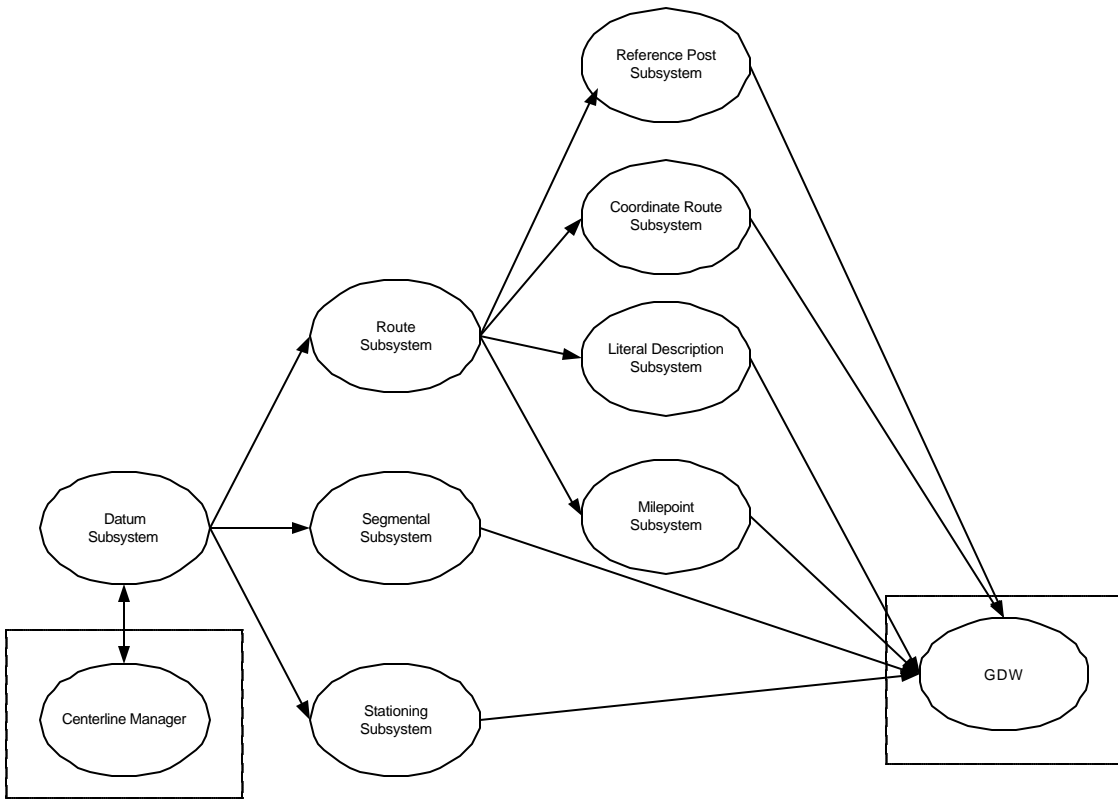 Reference Post
Subsystem
Coordinate Route
Subsystem
Route
Subsystem
Literal Description
Subsystem
Datum
Subsystem
Segmental
Subsystem
Milepoint
Subsystem
Centerline Manager
Stationing
Subsystem
GDW